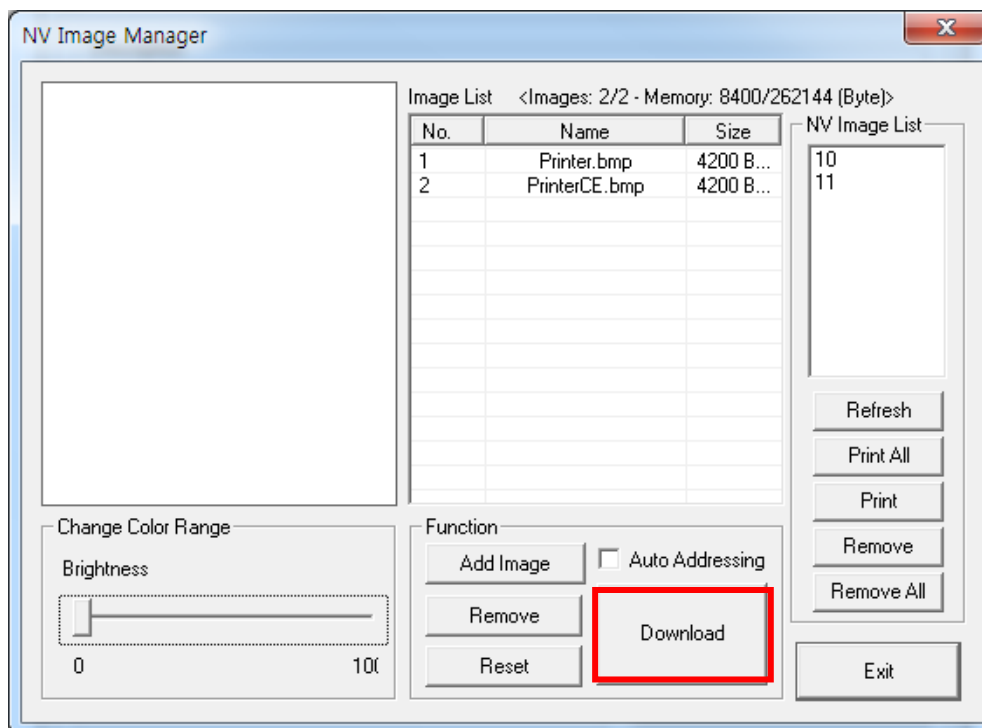 NV Image Manager
Image List <Images: 2/2 - Memory: 8400/262144 (Byte)>
No. Name Size
1 Printer.bmp 4200 B...
2 PrinterCE.bmp 4200 B...
NV Image List
10
11
Refresh
Print All
Print
Remove
Remove All
Change Color Range
Brightness
0 100
Function
Add Image
Auto Addressing
Remove
Download
Reset
Exit